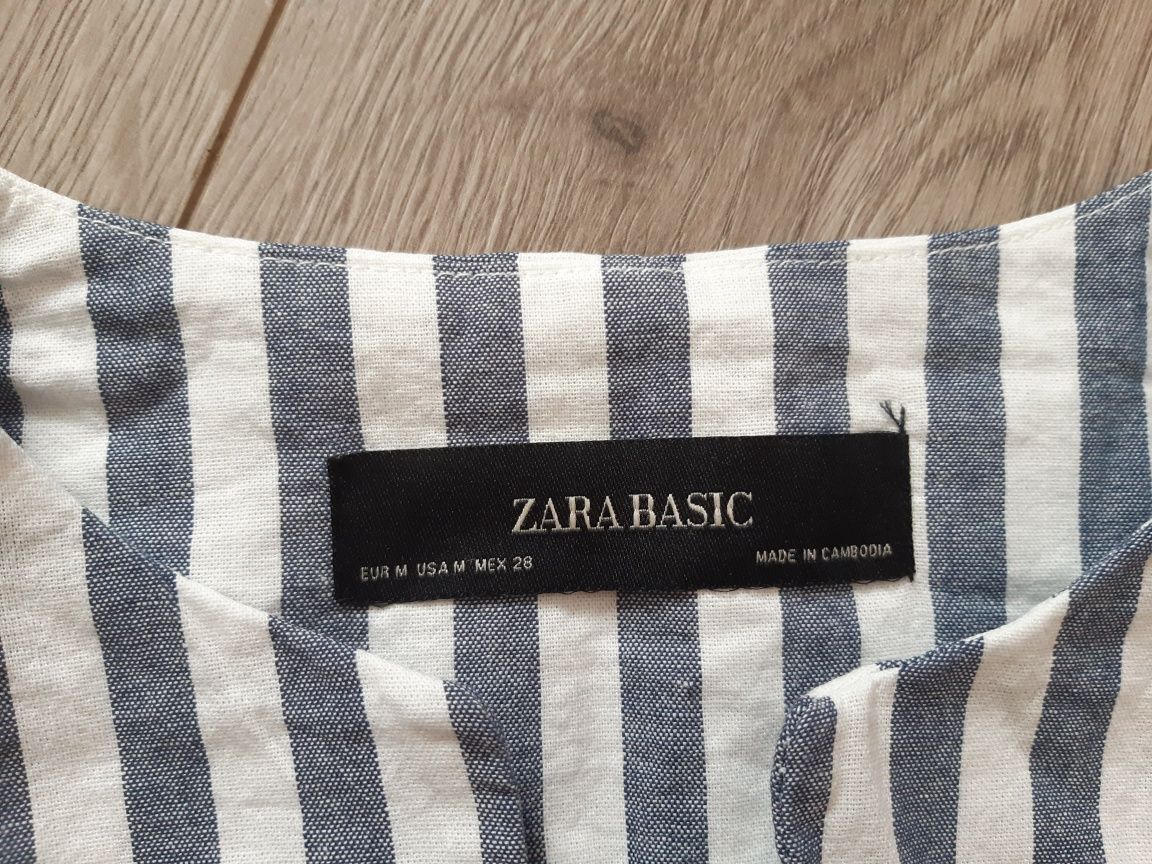 ZARA BASIC
EUR M USA M MEX 28
MADE IN CAMBODIA